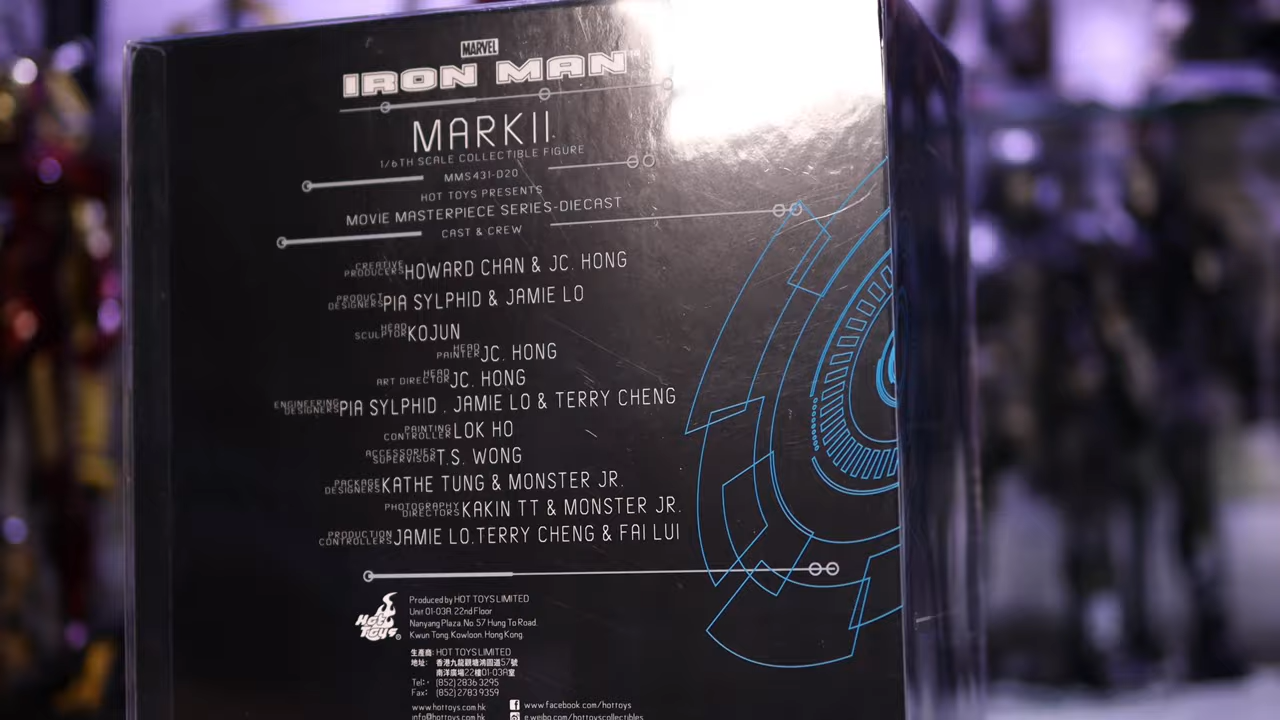 MARVEL
IRON MAN™
MARK II
1/6TH SCALE COLLECTIBLE FIGURE
MMS431-D20
HOT TOYS PRESENTS
MOVIE MASTERPIECE SERIES-DIECAST
CAST & CREW
CREATIVE PRODUCERS HOWARD CHAN & JC. HONG
PRODUCT DESIGNERS PIA SYLPHID & JAMIE LO
HEAD SCULPTOR KOJUN
HEAD PAINTER JC. HONG
HEAD ART DIRECTOR JC. HONG
ENGINEERING DESIGNERS PIA SYLPHID . JAMIE LO & TERRY CHENG
PAINTING CONTROLLER LOK HO
ACCESSORIES SUPERVISOR T.S. WONG
PACKAGE DESIGNERS KATHE TUNG & MONSTER JR.
PHOTOGRAPHY DIRECTORS KAKIN TT & MONSTER JR.
PRODUCTION CONTROLLERS JAMIE LO.TERRY CHENG & FAI LUI
Hot Toys®
Produced by HOT TOYS LIMITED
Unit 01-03A 22nd Floor
Nanyang Plaza. No. 57 Hung To Road.
Kwun Tong. Kowloon. Hong Kong.
生產商: HOT TOYS LIMITED
地址: 香港九龍觀塘鴻圖道57號
南洋廣場22樓01-03A室
Tel: (852) 2836 3295
Fax: (852) 2783 9359
www.hottoys.com.hk
www.facebook.com/hottoys
info@hottoys.com.hk
e.weibo.com/hottoyscollectibles